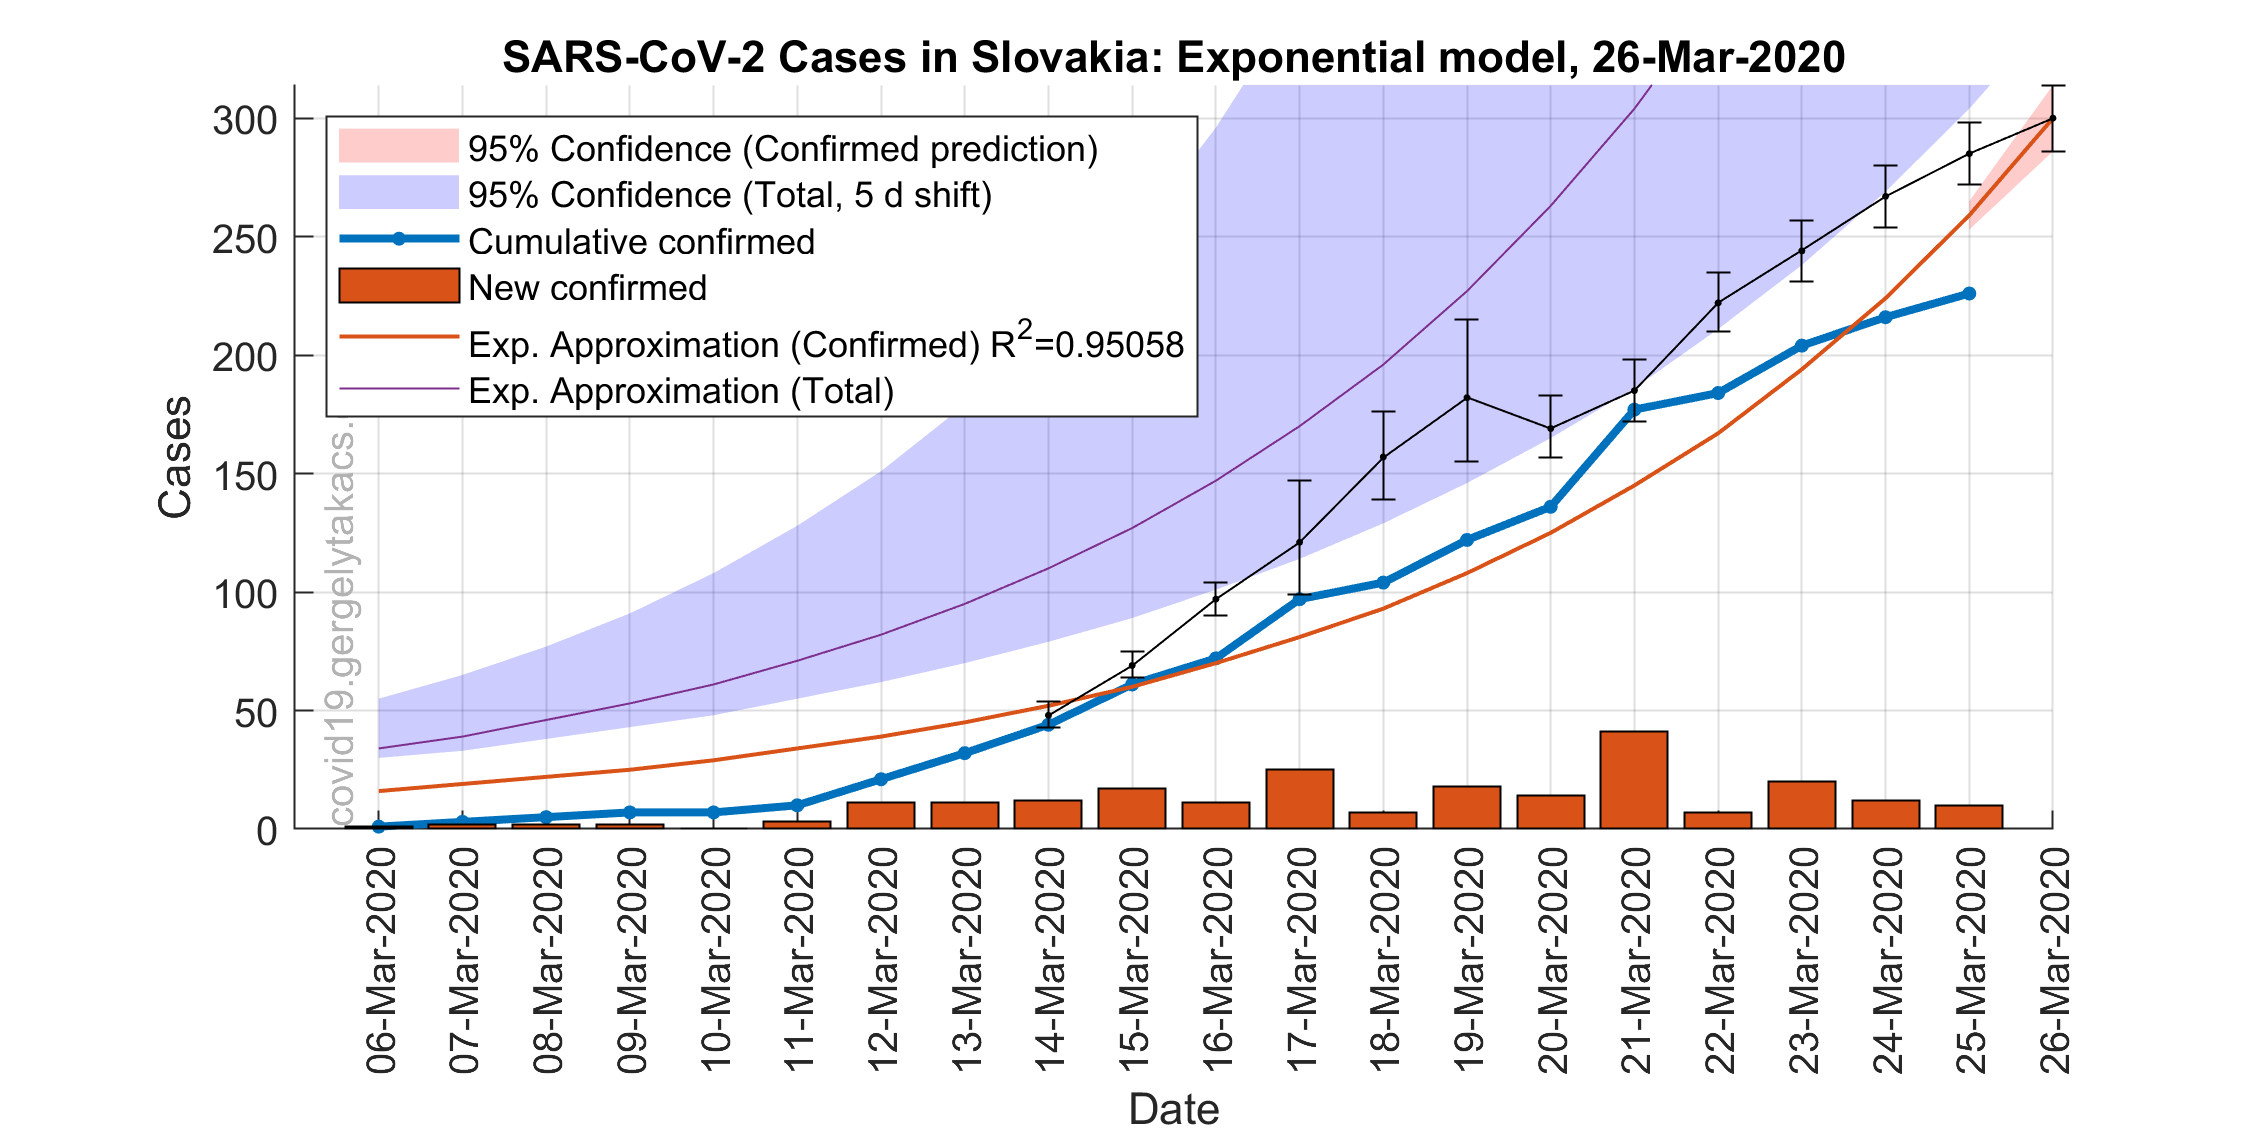 SARS-CoV-2 Cases in Slovakia: Exponential model, 26-Mar-2020
300
250
200
150
100
50
0
Cases
95% Confidence (Confirmed prediction)
95% Confidence (Total, 5 d shift)
Cumulative confirmed
New confirmed
Exp. Approximation (Confirmed) R²=0.95058
Exp. Approximation (Total)
covid19.gergelytakacs.
06-Mar-2020
07-Mar-2020
08-Mar-2020
09-Mar-2020
10-Mar-2020
11-Mar-2020
12-Mar-2020
13-Mar-2020
14-Mar-2020
15-Mar-2020
16-Mar-2020
17-Mar-2020
18-Mar-2020
19-Mar-2020
20-Mar-2020
21-Mar-2020
22-Mar-2020
23-Mar-2020
24-Mar-2020
25-Mar-2020
26-Mar-2020
Date